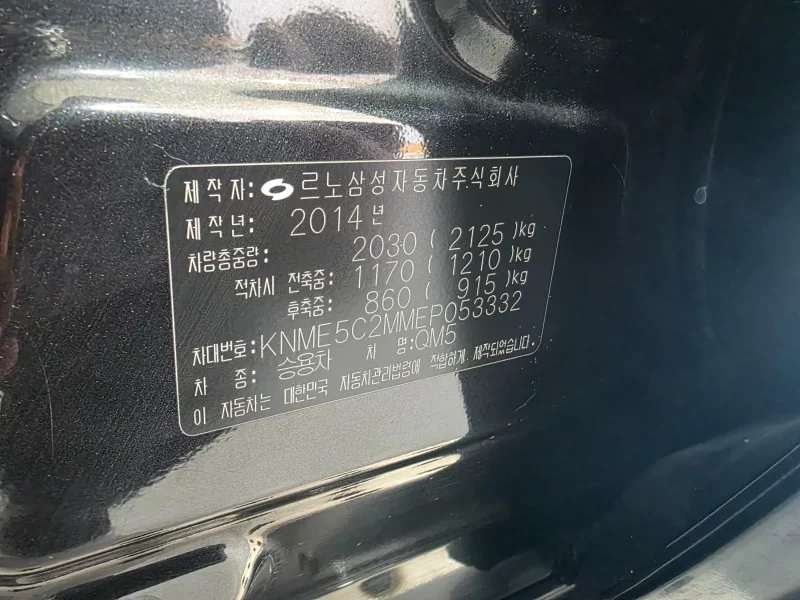 제작자: 르노삼성자동차주식회사
제작년: 2014년
차량총중량: 2030 ( 2125 )kg
적차시 전축중: 1170 ( 1210 )kg
후축중: 860 ( 915 )kg
차대번호: KNME5C2MMEP053332
차 종: 승용차 차 명: QM5
이 자동차는 대한민국 자동차관리법령에 적합하게 제작되었습니다.